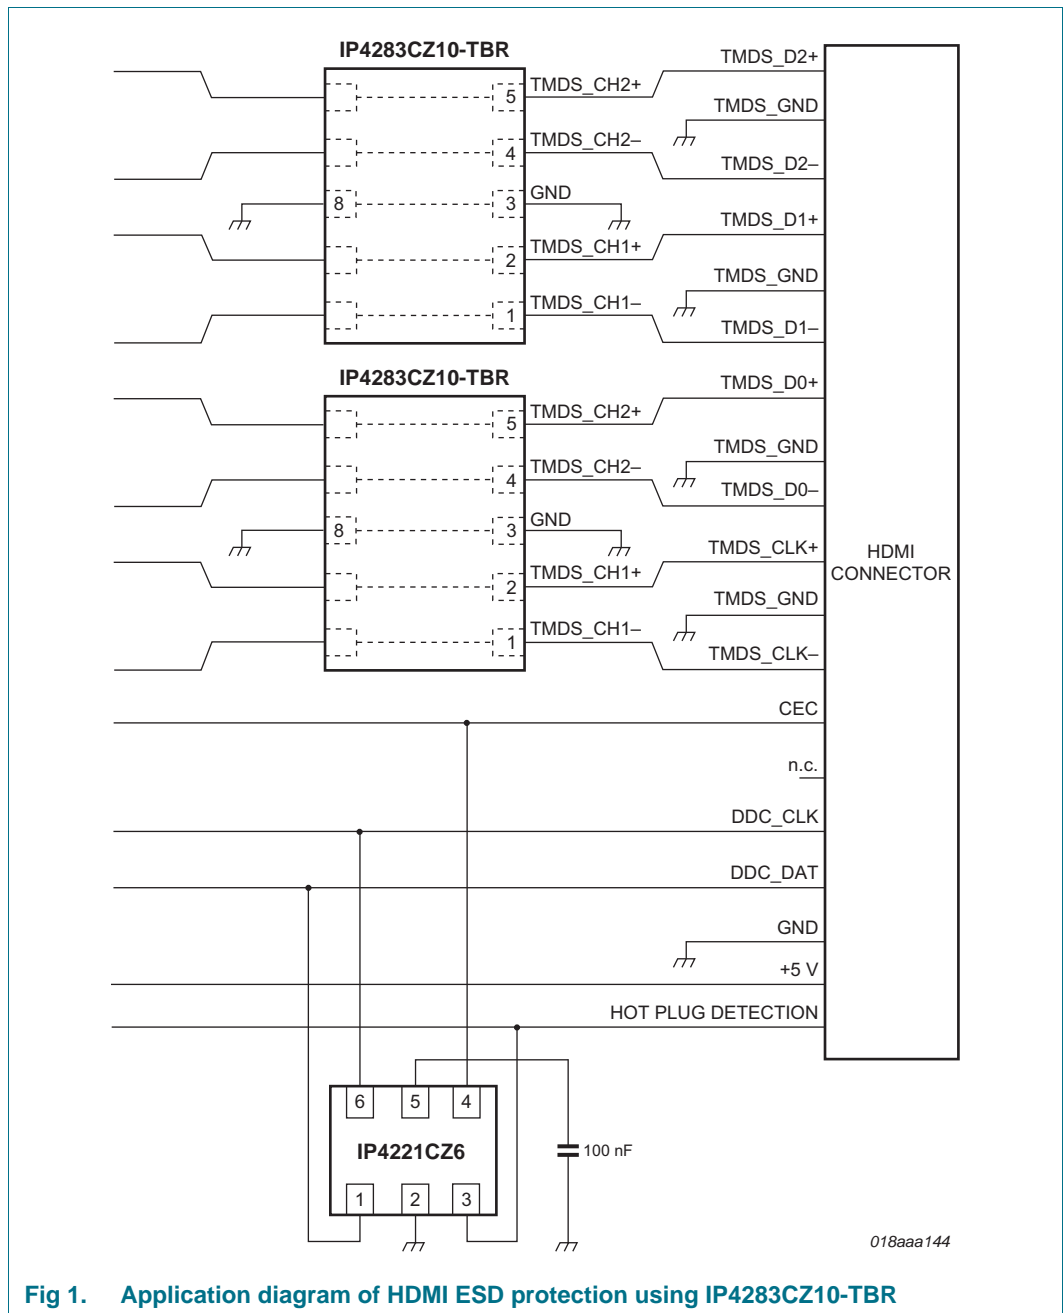 IP4283CZ10-TBR
TMDS_D2+
TMDS_CH2+
5
TMDS_GND
TMDS_CH2–
4
TMDS_D2–
8
3
GND
TMDS_D1+
TMDS_CH1+
2
TMDS_GND
TMDS_CH1–
1
TMDS_D1–
IP4283CZ10-TBR
TMDS_D0+
TMDS_CH2+
5
TMDS_GND
TMDS_CH2–
4
TMDS_D0–
8
3
GND
TMDS_CLK+
HDMI
CONNECTOR
TMDS_CH1+
2
TMDS_GND
TMDS_CH1–
1
TMDS_CLK–
CEC
n.c.
DDC_CLK
DDC_DAT
GND
+5 V
HOT PLUG DETECTION
6
5
4
IP4221CZ6
100 nF
1
2
3
018aaa144
Fig 1. Application diagram of HDMI ESD protection using IP4283CZ10-TBR